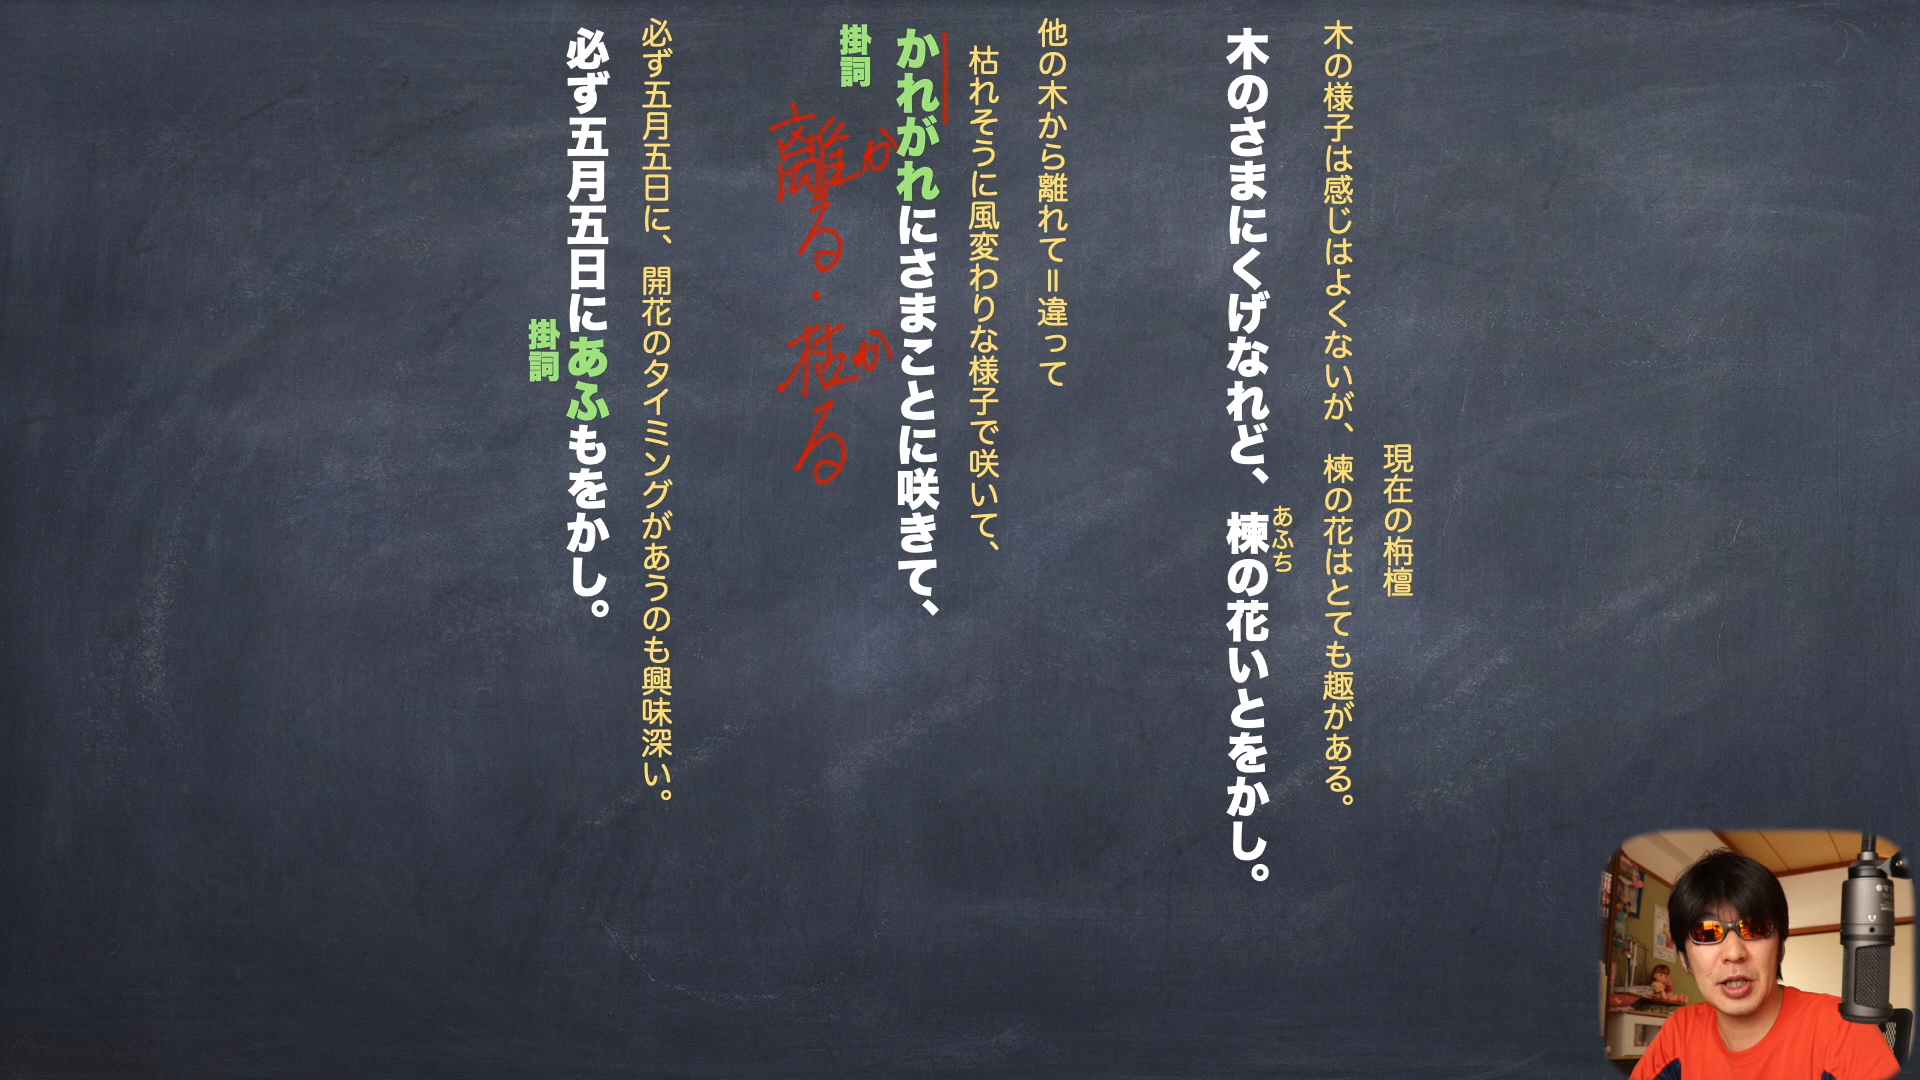 現在の栴檀
木の様子は感じはよくないが、楝の花はとても趣がある。
あふち
木のさまにくげなれど、楝の花いとをかし。
他の木から離れて＝違って
枯れそうに風変わりな様子で咲いて、
かれがれにさまことに咲きて、
掛詞
か
離る・枯る
か
必ず五月五日に、開花のタイミングがあうのも興味深い。
必ず五月五日にあふもをかし。
掛詞